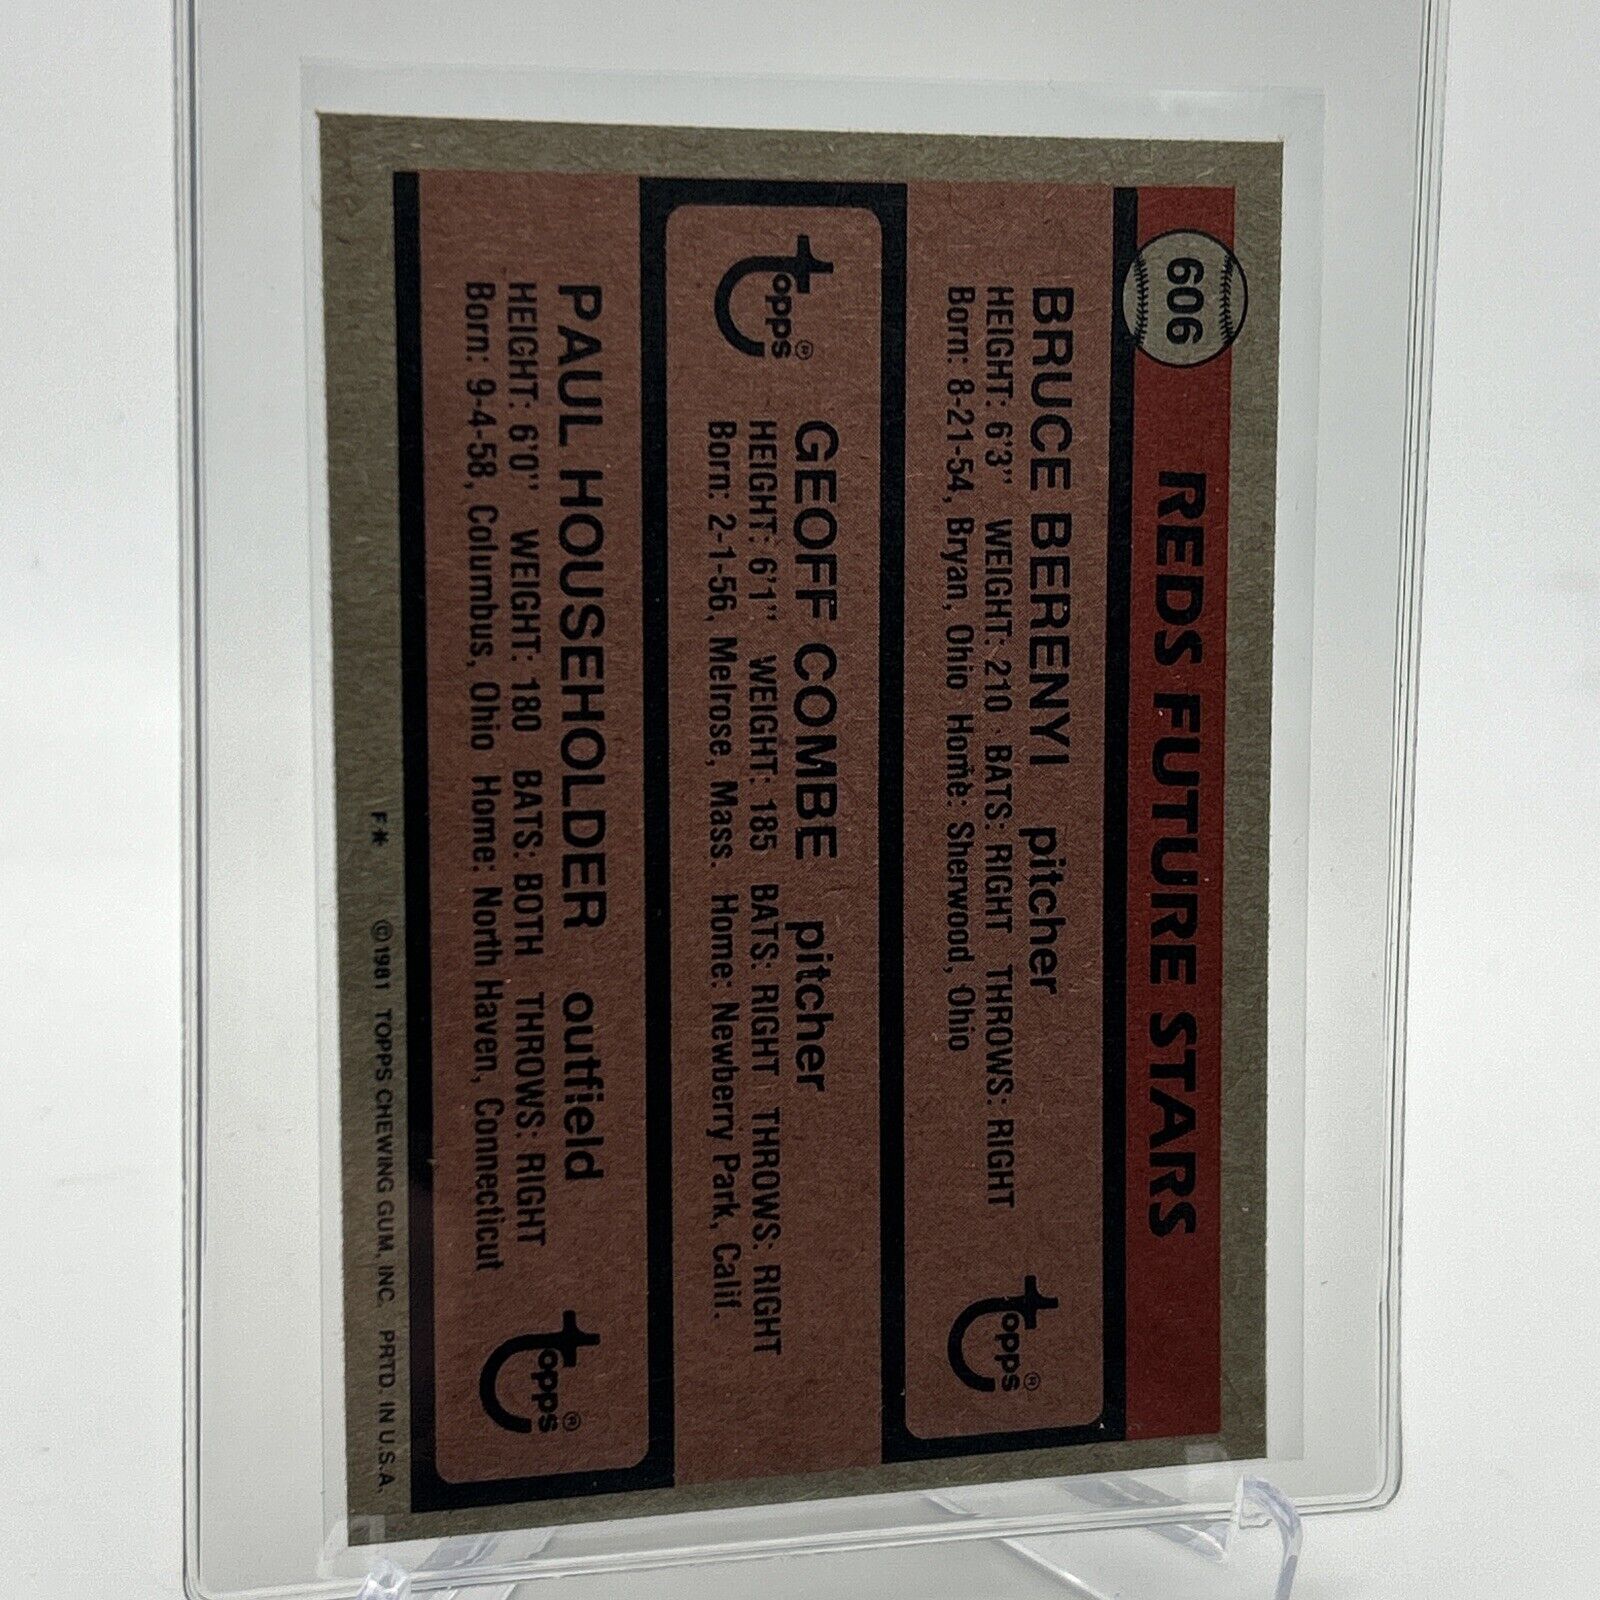 606 REDS FUTURE STARS
BRUCE BERENYI pitcher
HEIGHT: 6'3" WEIGHT: 210 BATS: RIGHT THROWS: RIGHT
Born: 8-21-54, Bryan, Ohio Home: Sherwood, Ohio
Topps®
Topps®
GEOFF COMBE pitcher
HEIGHT: 6'1" WEIGHT: 185 BATS: RIGHT THROWS: RIGHT
Born: 2-1-56, Melrose, Mass. Home: Newberry Park, Calif.
PAUL HOUSEHOLDER outfield
HEIGHT: 6'0" WEIGHT: 180 BATS: BOTH THROWS: RIGHT
Born: 9-4-58, Columbus, Ohio Home: North Haven, Connecticut
Topps®
F* ©1981 TOPPS CHEWING GUM, INC. PRTD. IN U.S.A.